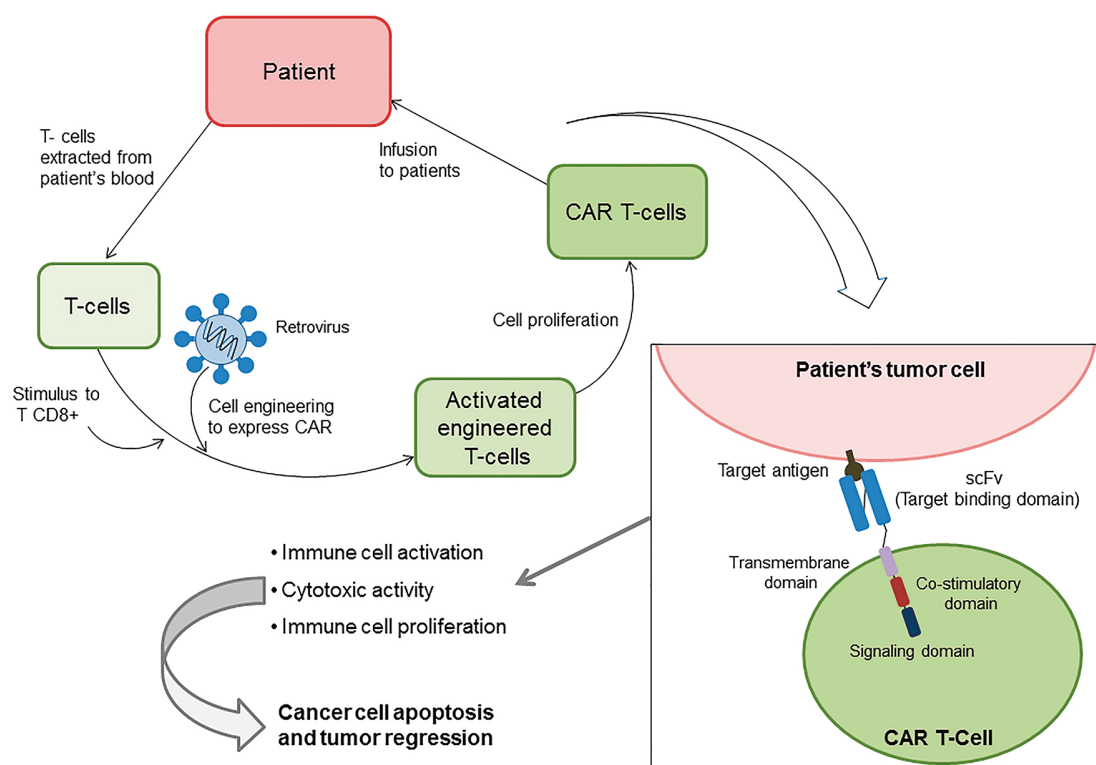 Patient
T- cells
extracted from
patient's blood
Infusion
to patients
CAR T-cells
T-cells
Retrovirus
Cell proliferation
Stimulus to
T CD8+
Cell engineering
to express CAR
Activated
engineered
T-cells
Patient's tumor cell
Target antigen
scFv
(Target binding domain)
Transmembrane
domain
Co-stimulatory
domain
Signaling domain
CAR T-Cell
• Immune cell activation
• Cytotoxic activity
• Immune cell proliferation
Cancer cell apoptosis
and tumor regression